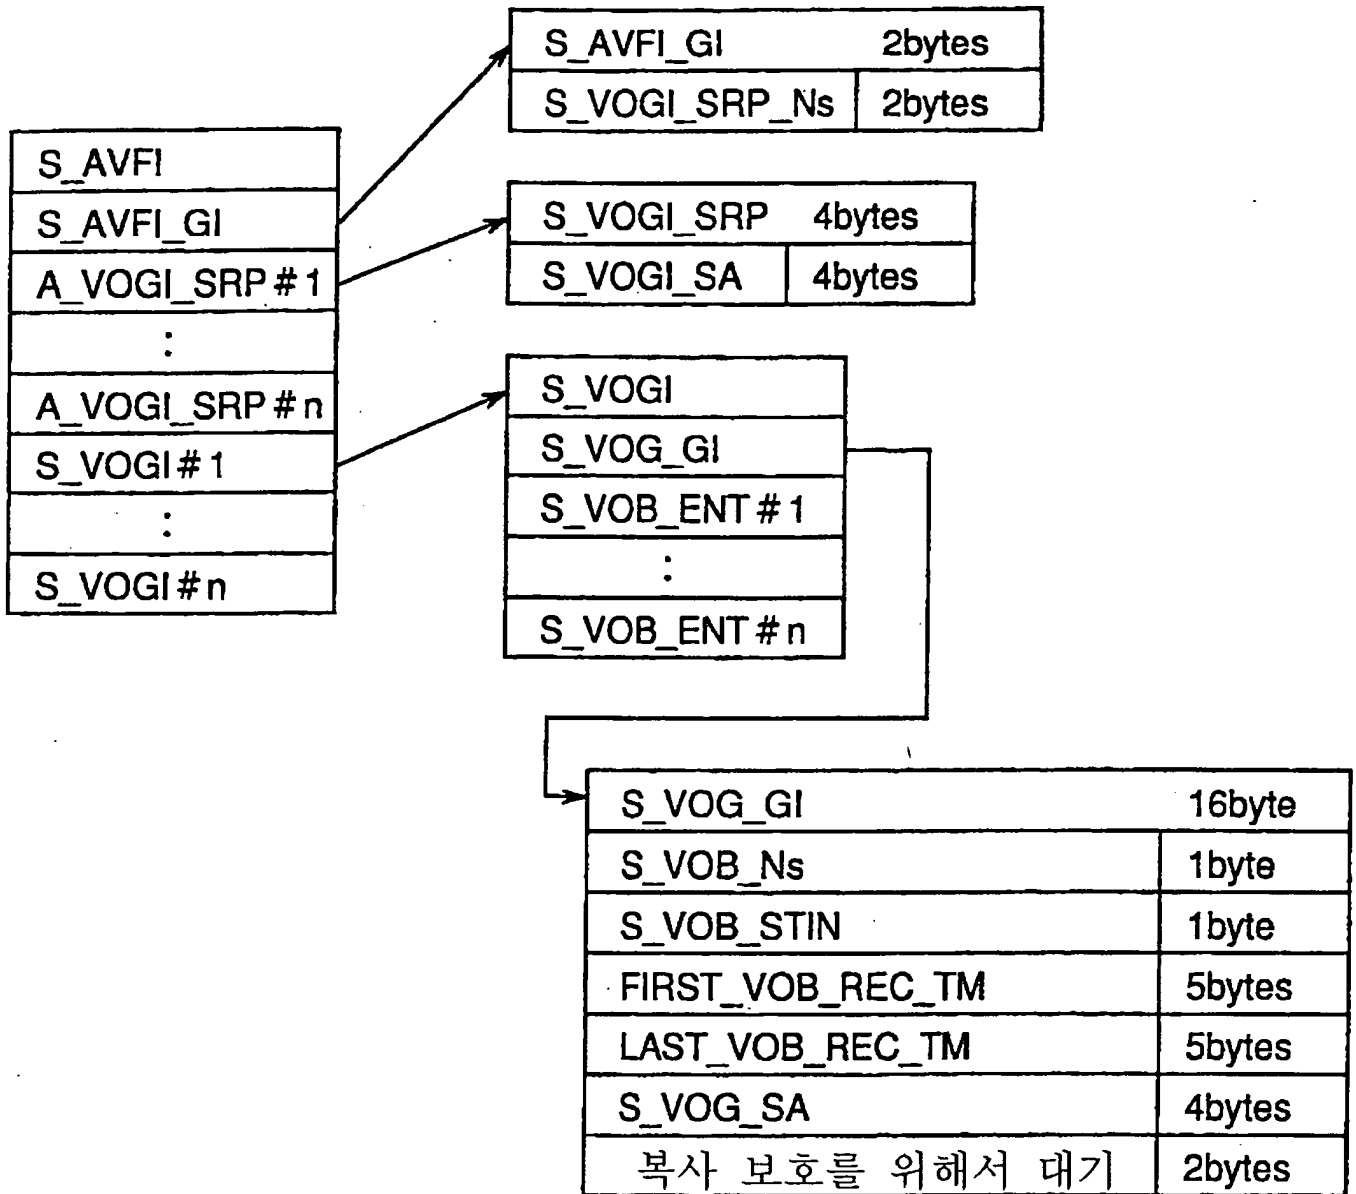 S_AVFI
S_AVFI_GI
A_VOGI_SRP#1
:
A_VOGI_SRP#n
S_VOGI#1
:
S_VOGI#n
S_AVFI_GI 2bytes
S_VOGI_SRP_Ns 2bytes
S_VOGI_SRP 4bytes
S_VOGI_SA 4bytes
S_VOGI
S_VOG_GI
S_VOB_ENT#1
:
S_VOB_ENT#n
S_VOG_GI 16byte
S_VOB_Ns 1byte
S_VOB_STIN 1byte
FIRST_VOB_REC_TM 5bytes
LAST_VOB_REC_TM 5bytes
S_VOG_SA 4bytes
복사 보호를 위해서 대기 2bytes